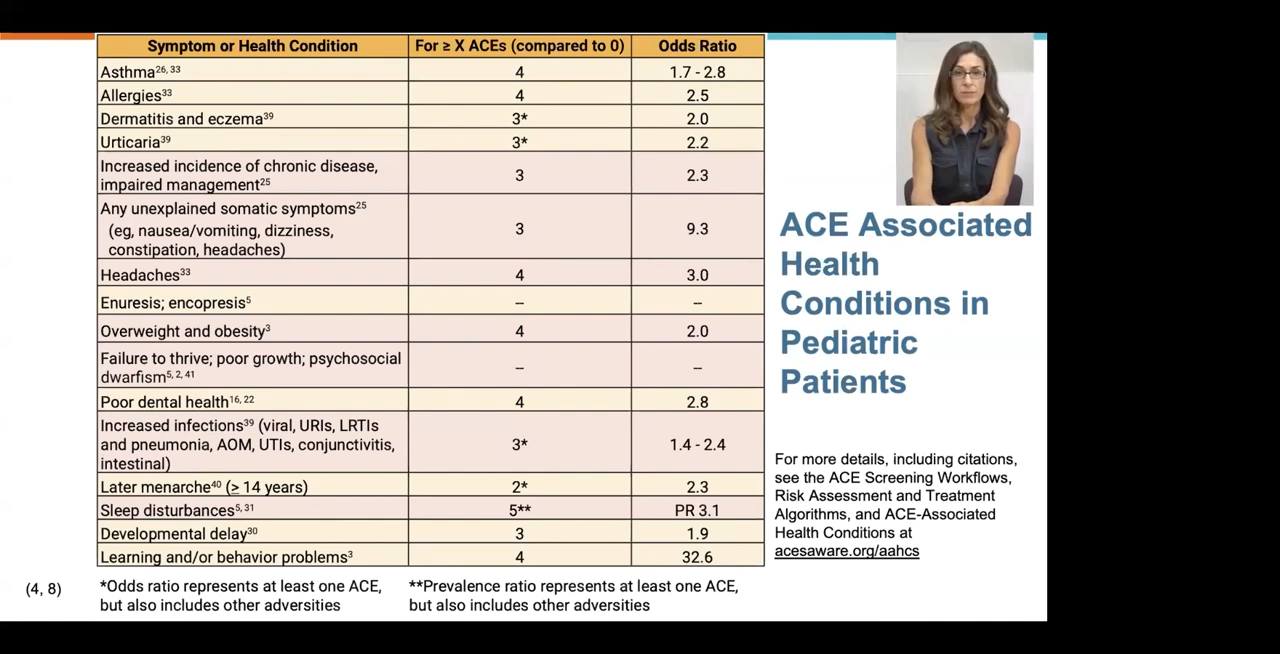 Symptom or Health Condition For ≥ X ACEs (compared to 0) Odds Ratio
Asthma26, 33 4 1.7 - 2.8
Allergies33 4 2.5
Dermatitis and eczema39 3* 2.0
Urticaria39 3* 2.2
Increased incidence of chronic disease,
impaired management25 3 2.3
Any unexplained somatic symptoms25
(eg, nausea/vomiting, dizziness,
constipation, headaches) 3 9.3
Headaches33 4 3.0
Enuresis; encopresis5 -- --
Overweight and obesity3 4 2.0
Failure to thrive; poor growth; psychosocial
dwarfism5, 2, 41 -- --
Poor dental health16, 22 4 2.8
Increased infections39 (viral, URIs, LRTIs
and pneumonia, AOM, UTIs, conjunctivitis,
intestinal) 3* 1.4 - 2.4
Later menarche40 (≥ 14 years) 2* 2.3
Sleep disturbances5, 31 5** PR 3.1
Developmental delay30 3 1.9
Learning and/or behavior problems3 4 32.6
ACE Associated
Health
Conditions in
Pediatric
Patients
For more details, including citations,
see the ACE Screening Workflows,
Risk Assessment and Treatment
Algorithms, and ACE-Associated
Health Conditions at
acesaware.org/aahcs
(4, 8)
*Odds ratio represents at least one ACE,
but also includes other adversities
**Prevalence ratio represents at least one ACE,
but also includes other adversities